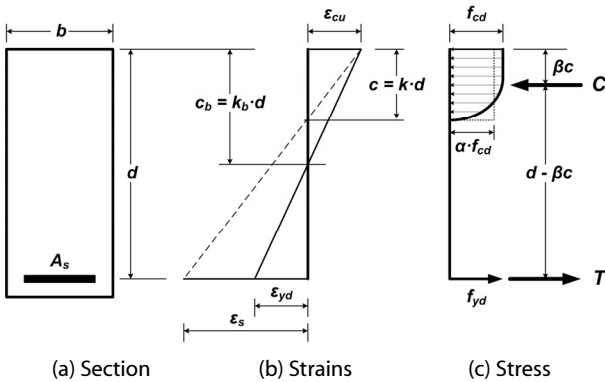 b
d
A_s
(a) Section
ε_cu
c_b = k_b·d
c = k·d
ε_yd
ε_s
(b) Strains
f_cd
βc
C
α·f_cd
d - βc
T
f_yd
(c) Stress